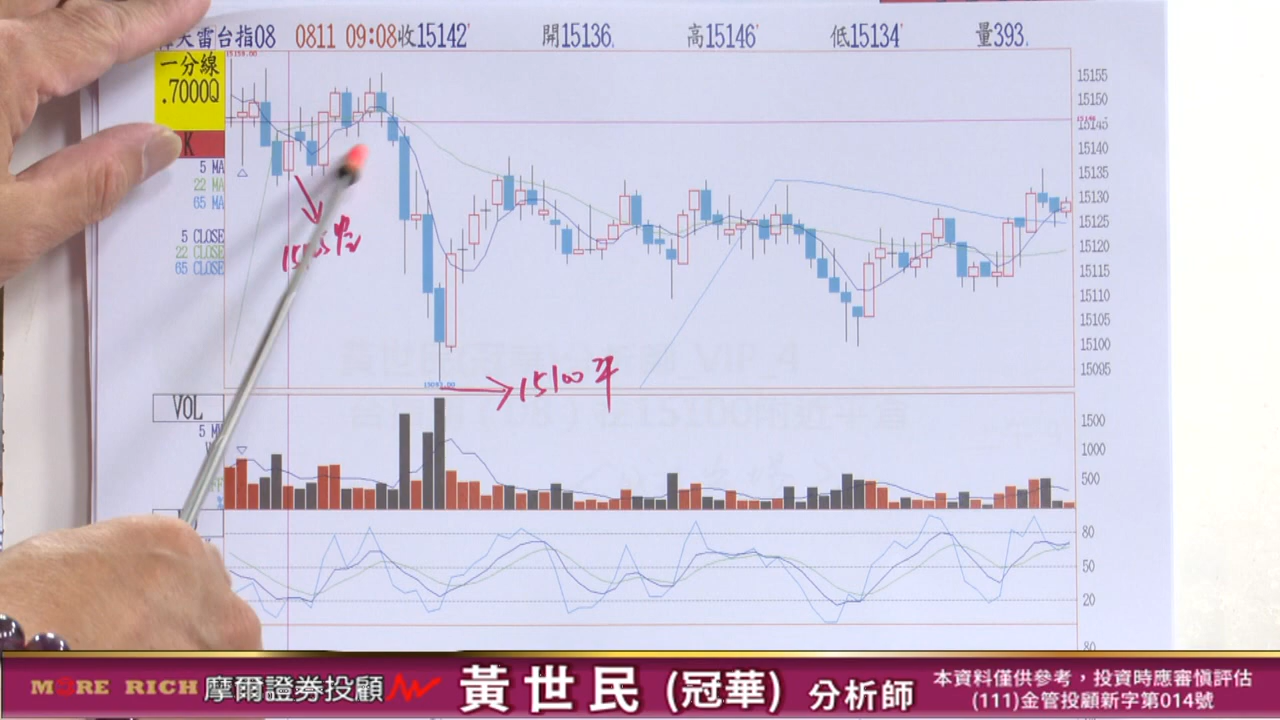 天雷台指08 0811 09:08收15142' 開15136. 高15146' 低15134' 量393.
一分線
.7000Q
K
5 MA
22 MA
65 MA
5 CLOSE
22 CLOSE
65 CLOSE
15159.00
15155
15150
15145
15140
15135
15130
15125
15120
15115
15110
15105
15100
15095
15100平
VOL
5 M
1500
1000
500
80
50
20
80
MORE RICH 摩爾證券投顧 黃世民 (冠華) 分析師
本資料僅供參考，投資時應審慎評估
(111)金管投顧新字第014號